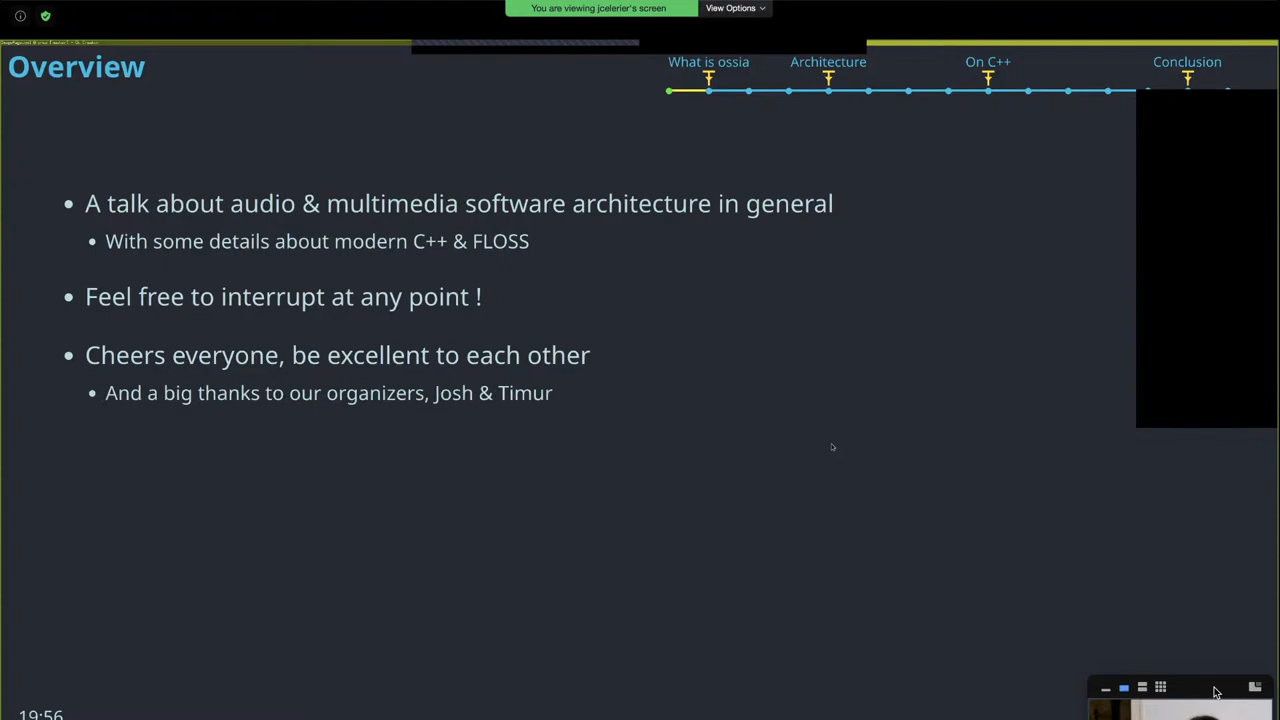 You are viewing jcelerier's screen
View Options
Overview
What is ossia
Architecture
On C++
Conclusion
A talk about audio & multimedia software architecture in general
With some details about modern C++ & FLOSS
Feel free to interrupt at any point !
Cheers everyone, be excellent to each other
And a big thanks to our organizers, Josh & Timur
19:56